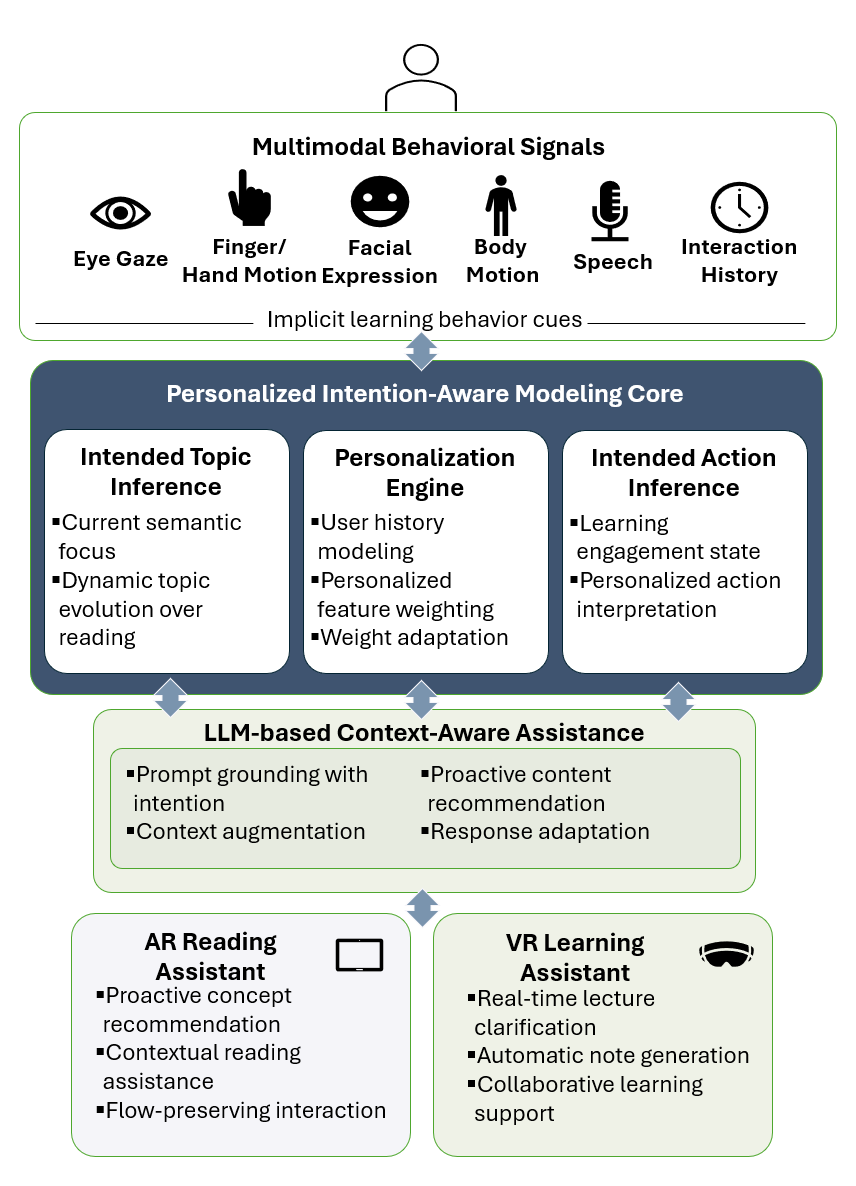 Multimodal Behavioral Signals
Eye Gaze
Finger/
Hand Motion
Facial
Expression
Body
Motion
Speech
Interaction
History
Implicit learning behavior cues
Personalized Intention-Aware Modeling Core
Intended Topic
Inference
▪Current semantic
focus
▪Dynamic topic
evolution over
reading
Personalization
Engine
▪User history
modeling
▪Personalized
feature weighting
▪Weight adaptation
Intended Action
Inference
▪Learning
engagement state
▪Personalized action
interpretation
LLM-based Context-Aware Assistance
▪Prompt grounding with
intention
▪Context augmentation
▪Proactive content
recommendation
▪Response adaptation
AR Reading
Assistant
▪Proactive concept
recommendation
▪Contextual reading
assistance
▪Flow-preserving interaction
VR Learning
Assistant
▪Real-time lecture
clarification
▪Automatic note generation
▪Collaborative learning
support